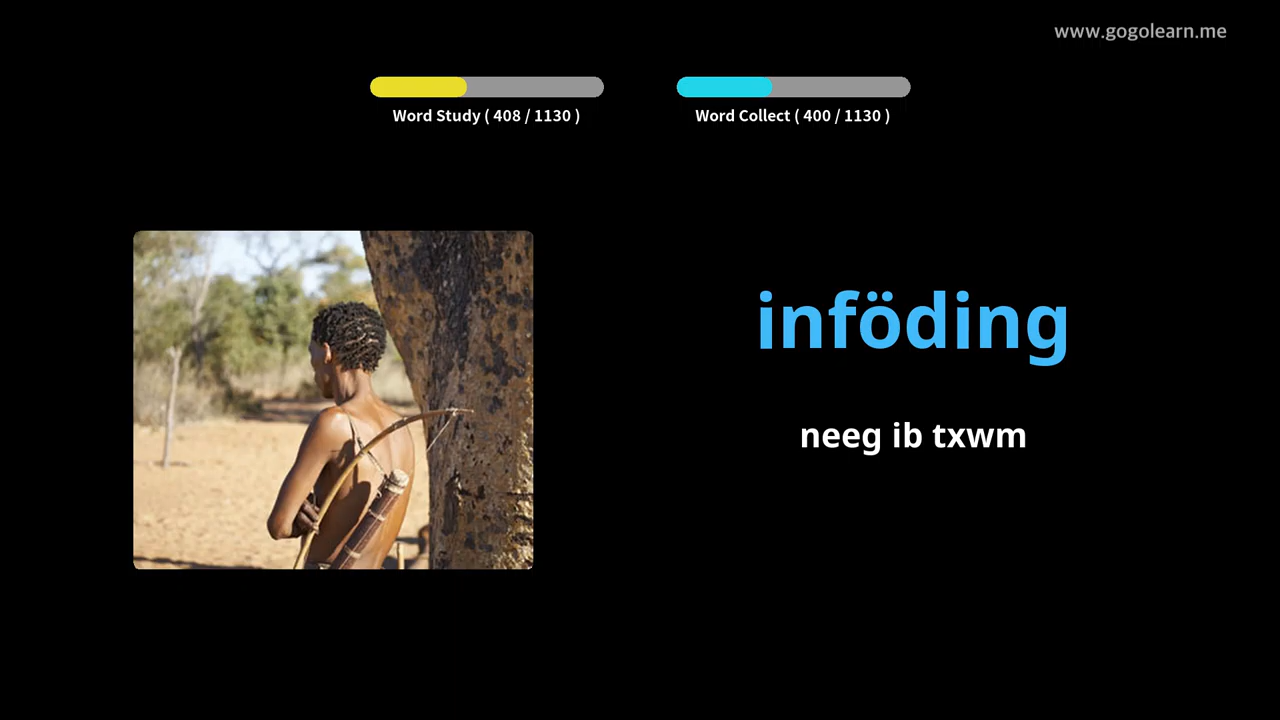 www.gogolearn.me
Word Study ( 408 / 1130 )
Word Collect ( 400 / 1130 )
inföding
neeg ib txwm